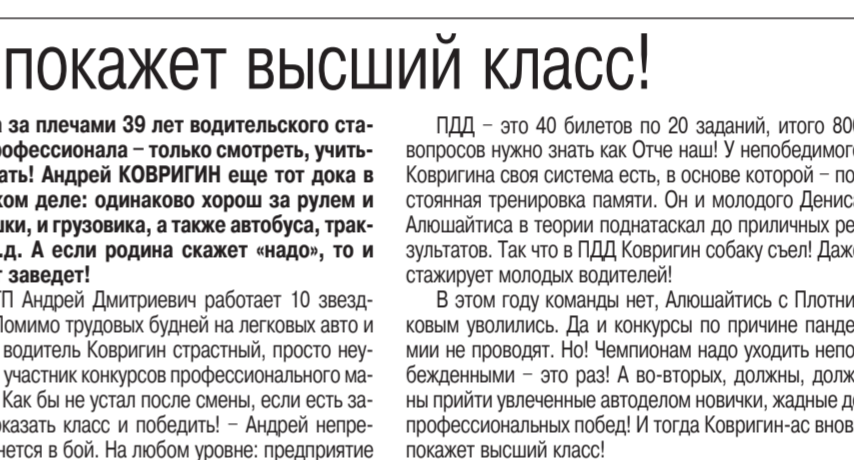 покажет высший класс!
за плечами 39 лет водительского ста-
рофессионала – только смотреть, учить-
ать! Андрей КОВРИГИН еще тот дока в
ком деле: одинаково хорош за рулем и
шки, и грузовика, а также автобуса, трак-
.д. А если родина скажет «надо», то и
т заведет!
ТП Андрей Дмитриевич работает 10 звезд-
Помимо трудовых будней на легковых авто и
водитель Ковригин страстный, просто неу-
участник конкурсов профессионального ма-
Как бы не устал после смены, если есть за-
оказать класс и победить! – Андрей непре-
нется в бой. На любом уровне: предприятие
ПДД – это 40 билетов по 20 заданий, итого 800
вопросов нужно знать как Отче наш! У непобедимого
Ковригина своя система есть, в основе которой – по-
стоянная тренировка памяти. Он и молодого Дениса
Алюшайтиса в теории поднатаскал до приличных ре-
зультатов. Так что в ПДД Ковригин собаку съел! Даже
стажирует молодых водителей!
В этом году команды нет, Алюшайтись с Плотни-
ковым уволились. Да и конкурсы по причине панде-
мии не проводят. Но! Чемпионам надо уходить непо-
бежденными – это раз! А во-вторых, должны, долж-
ны прийти увлеченные автоделом новички, жадные до
профессиональных побед! И тогда Ковригин-ас вновь
покажет высший класс!